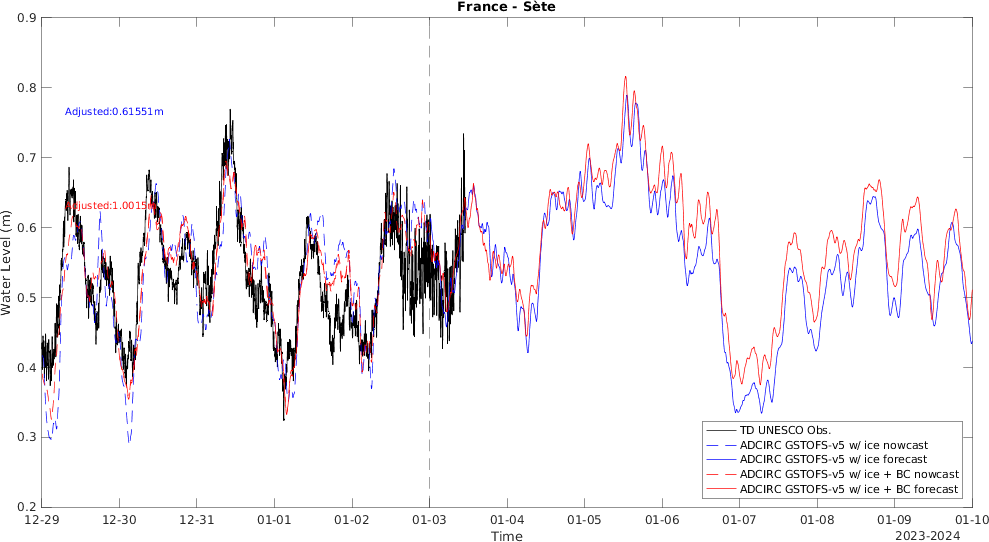 France - Sète
0.9
0.8
0.7
0.6
0.5
0.4
0.3
0.2
Water Level (m)
Adjusted:0.61551m
Adjusted:1.0015m
TD UNESCO Obs.
ADCIRC GSTOFS-v5 w/ ice nowcast
ADCIRC GSTOFS-v5 w/ ice forecast
ADCIRC GSTOFS-v5 w/ ice + BC nowcast
ADCIRC GSTOFS-v5 w/ ice + BC forecast
12-29 12-30 12-31 01-01 01-02 01-03 01-04 01-05 01-06 01-07 01-08 01-09 01-10
Time
2023-2024